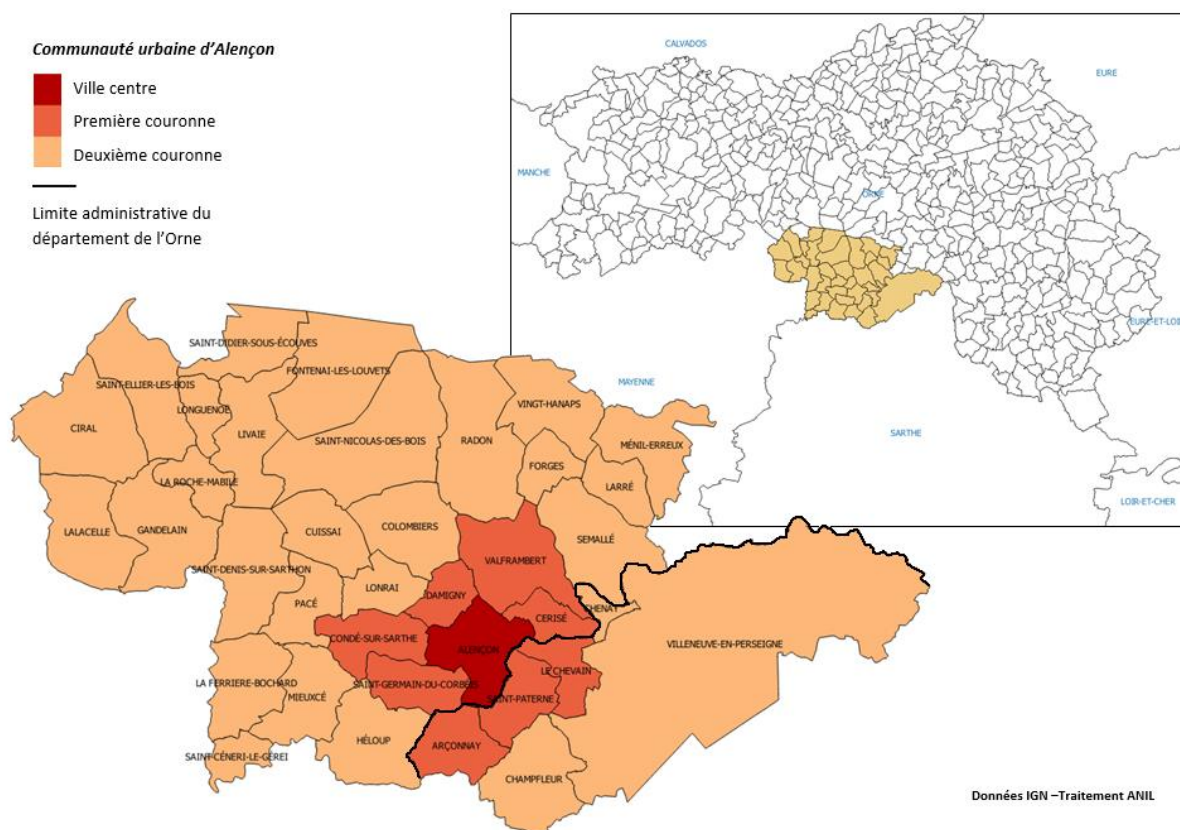 Communauté urbaine d'Alençon
Ville centre
Première couronne
Deuxième couronne
Limite administrative du
département de l'Orne
CALVADOS
EURE
MANCHE
ORNE
EURE-ET-LOIR
MAYENNE
SARTHE
LOIR-ET-CHER
SAINT-DIDIER-SOUS-ÉCOUVES
FONTENAI-LES-LOUVETS
SAINT-ELLIER-LES-BOIS
LONGUENOE
VINGT-HANAPS
CIRAL
LIVAIE
SAINT-NICOLAS-DES-BOIS
RADON
MÉNIL-ERREUX
FORGES
LA ROCHE-MABILE
LARRÉ
LALACELLE
GANDELAIN
CUISSAI
COLOMBIERS
SEMALLÉ
VALFRAMBERT
SAINT-DENIS-SUR-SARTHON
LONRAI
DAMIGNY
PACÉ
CHENAY
CERISÉ
CONDÉ-SUR-SARTHE
VILLENEUVE-EN-PERSEIGNE
ALENÇON
LE CHEVAIN
LA FERRIERE-BOCHARD
SAINT-GERMAIN-DU-CORBÉIS
MIEUXCÉ
SAINT-PATERNE
HÉLOUP
ARÇONNAY
SAINT-CÉNERI-LE-GÉREI
CHAMPFLEUR
Données IGN –Traitement ANIL